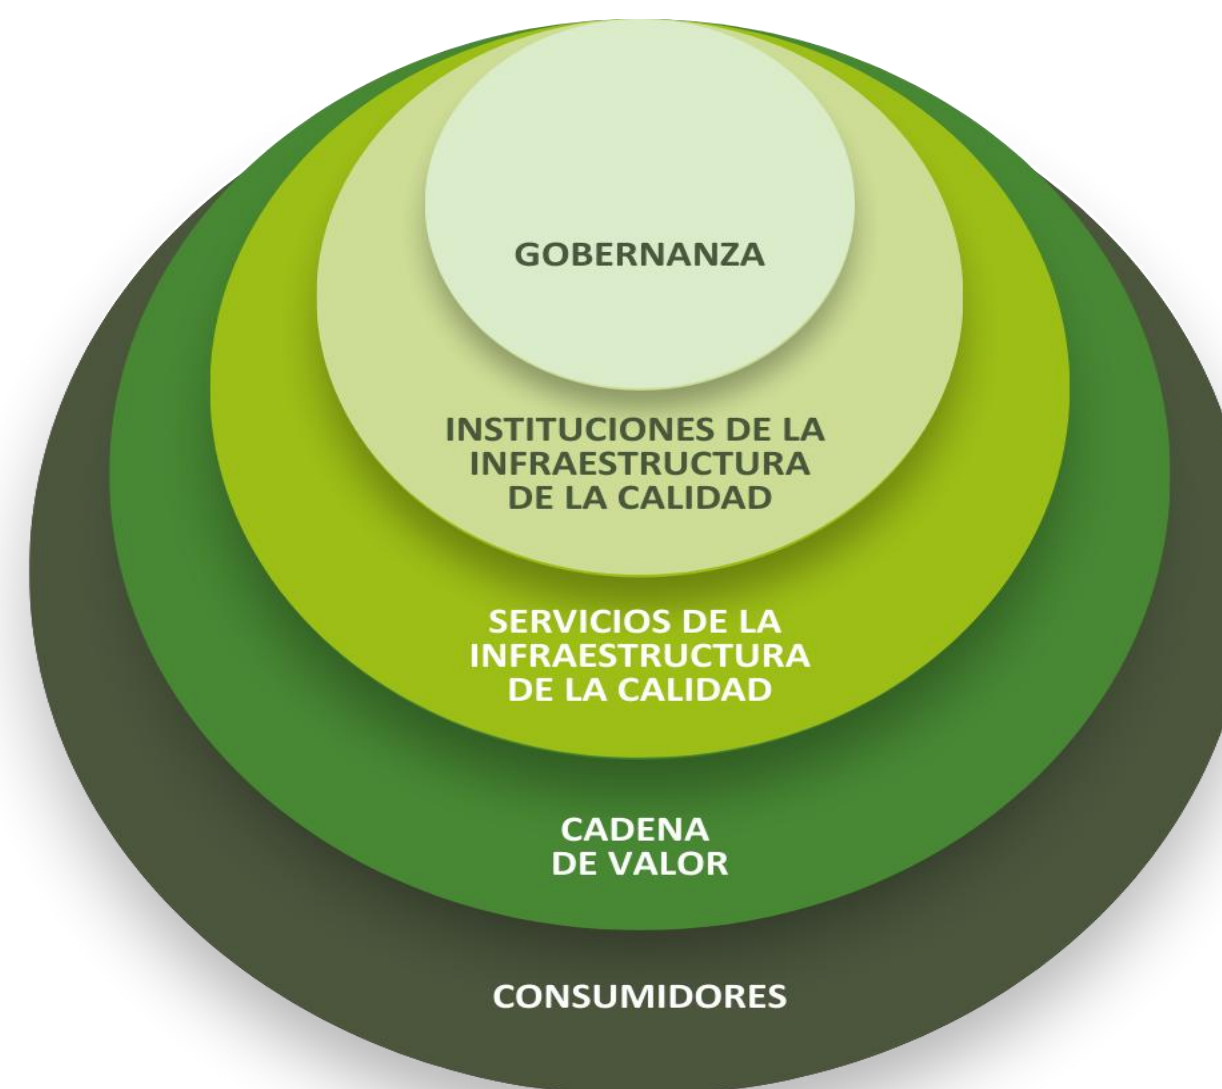 GOBERNANZA
INSTITUCIONES DE LA
INFRAESTRUCTURA
DE LA CALIDAD
SERVICIOS DE LA
INFRAESTRUCTURA
DE LA CALIDAD
CADENA
DE VALOR
CONSUMIDORES